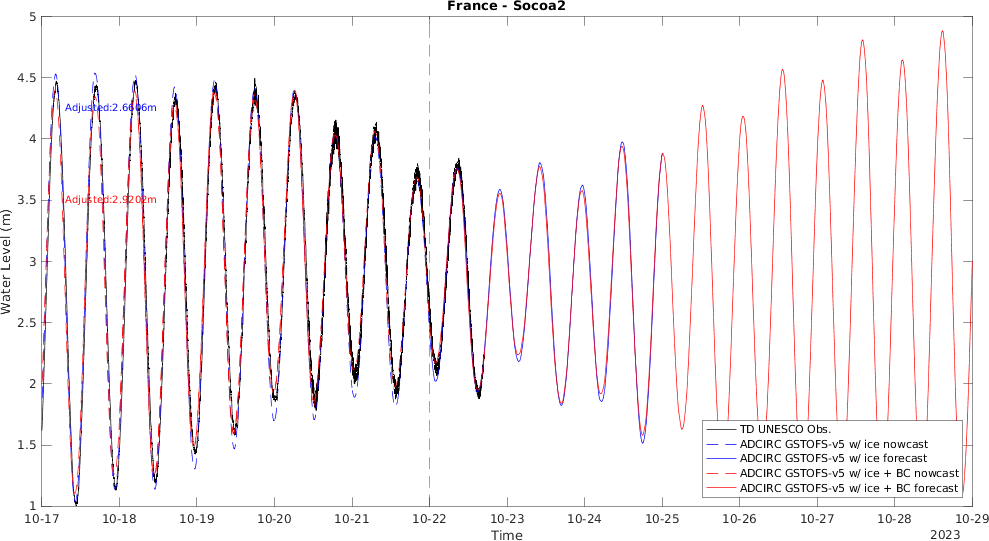 France - Socoa2
5
4.5
4
3.5
3
2.5
2
1.5
1
Water Level (m)
Adjusted:2.6606m
Adjusted:2.9202m
TD UNESCO Obs.
ADCIRC GSTOFS-v5 w/ ice nowcast
ADCIRC GSTOFS-v5 w/ ice forecast
ADCIRC GSTOFS-v5 w/ ice + BC nowcast
ADCIRC GSTOFS-v5 w/ ice + BC forecast
10-17 10-18 10-19 10-20 10-21 10-22 10-23 10-24 10-25 10-26 10-27 10-28 10-29
Time
2023